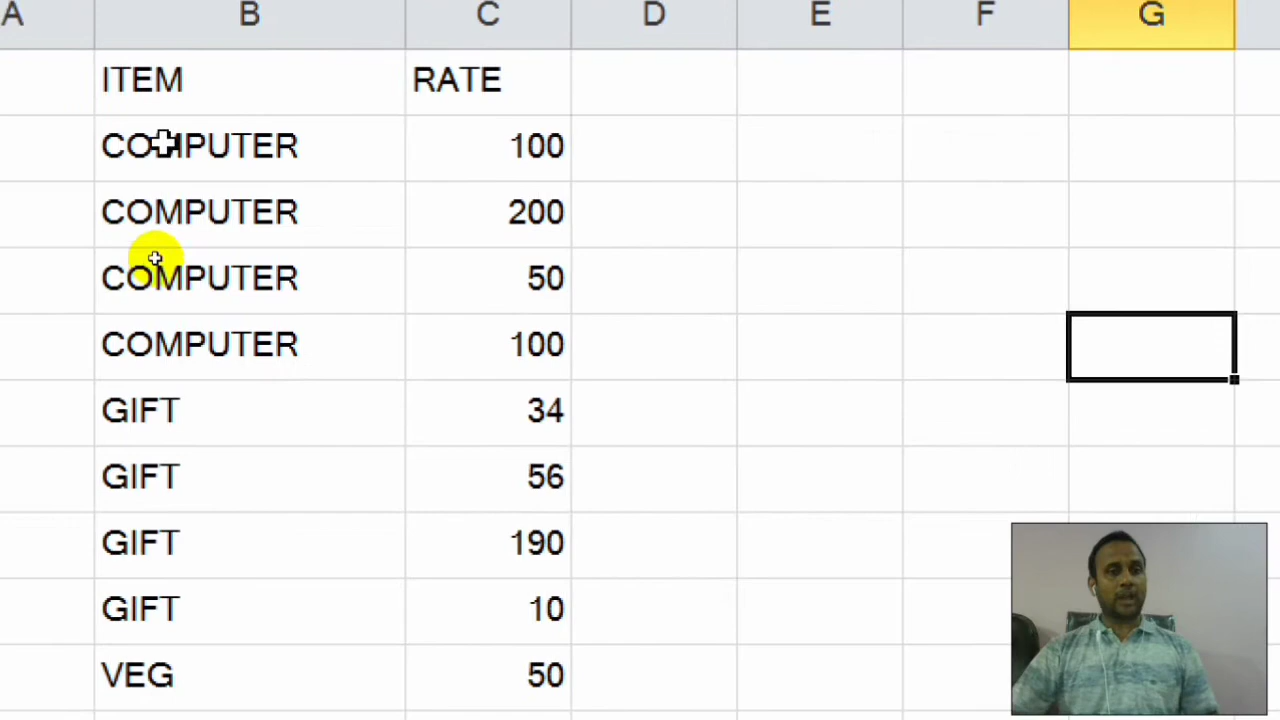 A B C D E F G
ITEM RATE
COMPUTER 100
COMPUTER 200
COMPUTER 50
COMPUTER 100
GIFT 34
GIFT 56
GIFT 190
GIFT 10
VEG 50